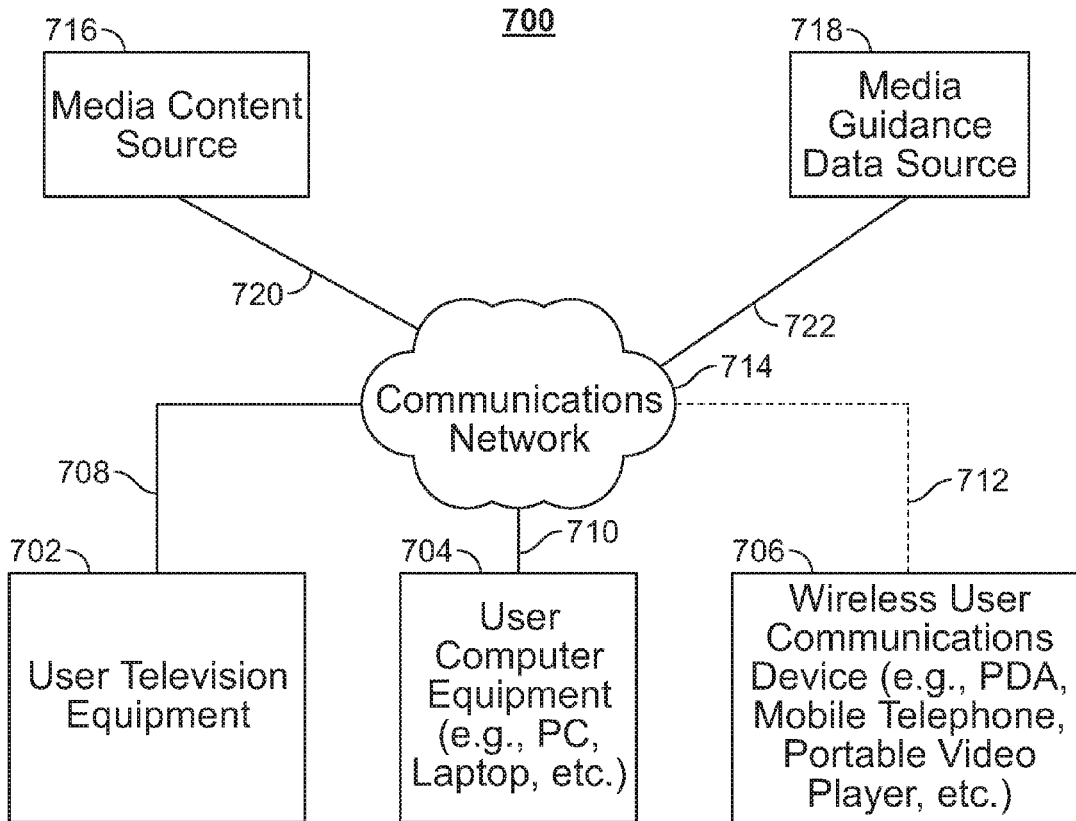 700
716
Media Content
Source
718
Media
Guidance
Data Source
720
722
714
Communications
Network
708
712
710
702
User Television
Equipment
704
User
Computer
Equipment
(e.g., PC,
Laptop, etc.)
706
Wireless User
Communications
Device (e.g., PDA,
Mobile Telephone,
Portable Video
Player, etc.)